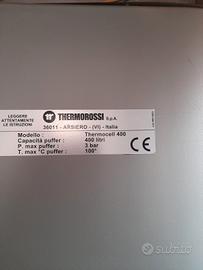 LEGGERE
ATTENTAMENTE
LE ISTRUZIONI
THERMOROSSI S.p.A.
36011 - ARSIERO - (VI) - Italia
Modello : Thermocell 400
Capacità puffer : 400 litri
P. max puffer : 3 bar
T. max °C puffer : 100°
subito.it